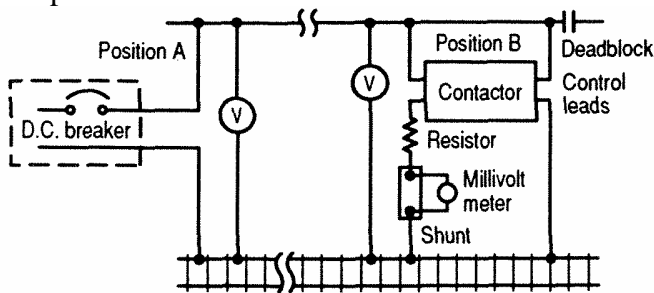 Position A
Position B
Deadblock
V
V
Contactor
Control
leads
D.C. breaker
Resistor
Millivolt
meter
Shunt